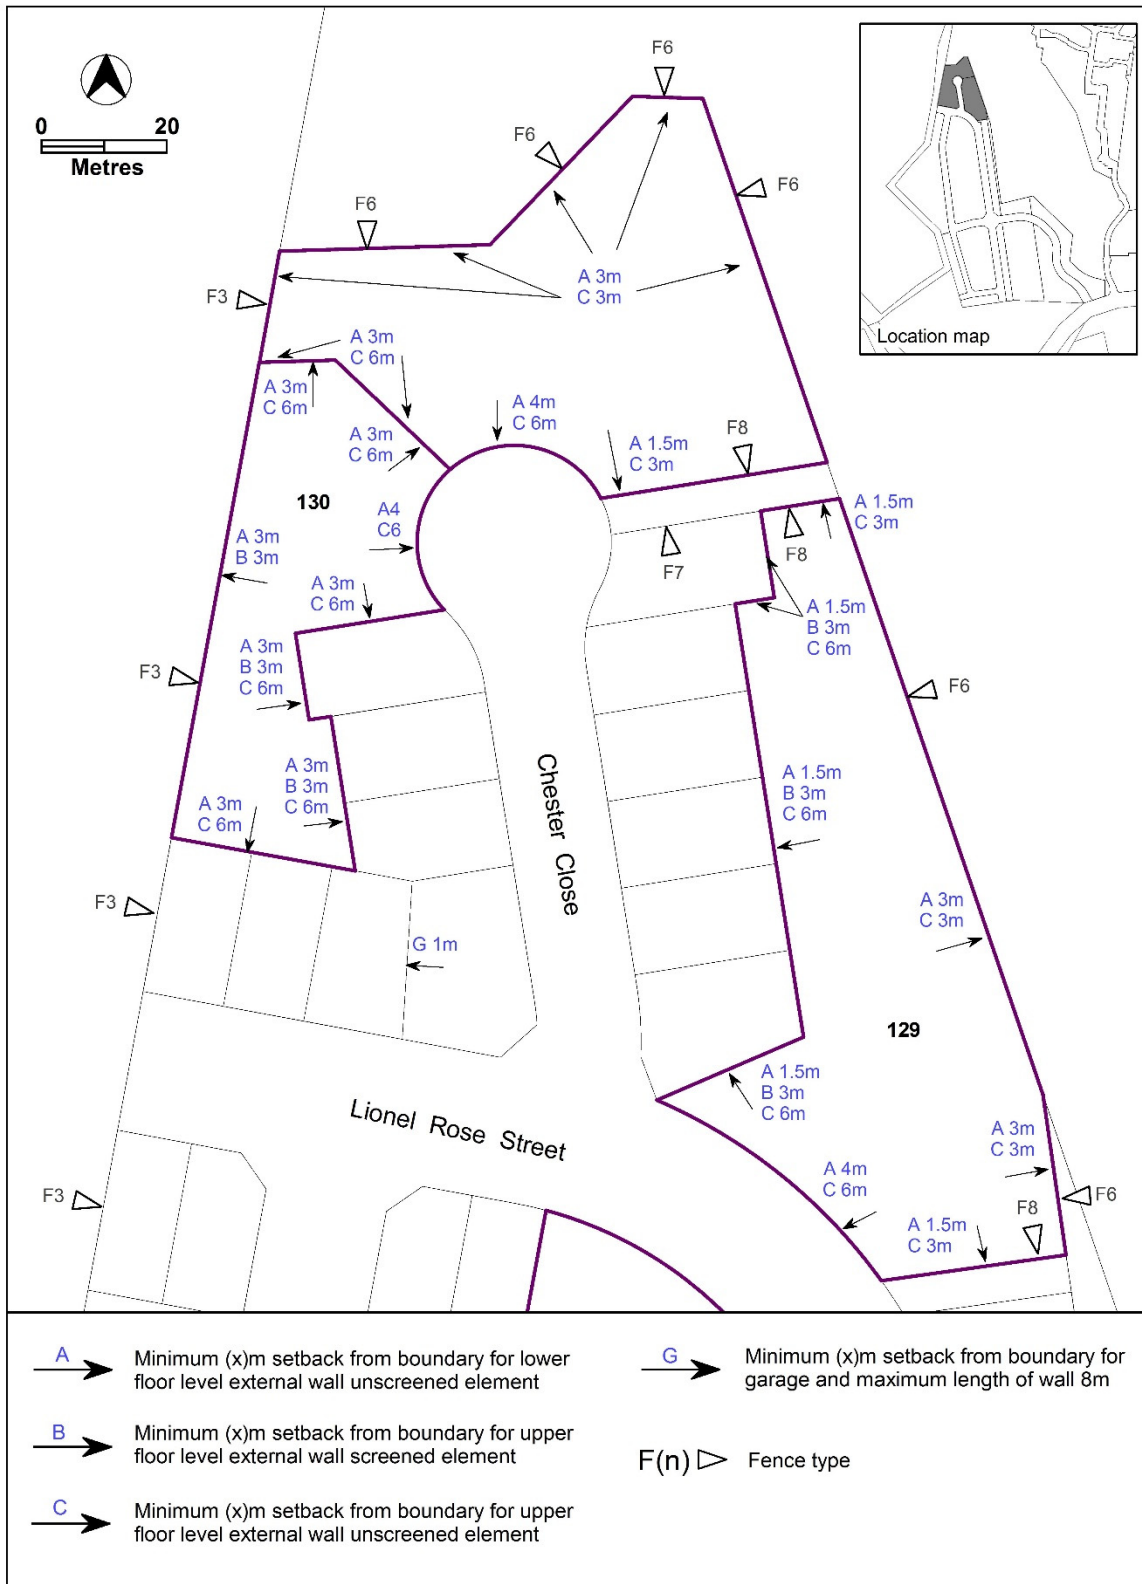 F6
0 20
Metres
F6
F6
F6
A 3m
C 3m
F3
Location map
A 3m
C 6m
A 3m
C 6m
A 4m
C 6m
A 3m
C 6m
A 1.5m
C 3m
F8
130
A4
C6
A 1.5m
C 3m
F8
F7
A 3m
B 3m
A 3m
C 6m
A 1.5m
B 3m
C 6m
A 3m
B 3m
C 6m
F3
F6
A 3m
B 3m
C 6m
A 3m
C 6m
Chester Close
A 1.5m
B 3m
C 6m
F3
A 3m
C 3m
G 1m
129
A 1.5m
B 3m
C 6m
Lionel Rose Street
A 3m
C 3m
F3
A 4m
C 6m
F6
F8
A 1.5m
C 3m
A
Minimum (x)m setback from boundary for lower
floor level external wall unscreened element
B
Minimum (x)m setback from boundary for upper
floor level external wall screened element
C
Minimum (x)m setback from boundary for upper
floor level external wall unscreened element
G
Minimum (x)m setback from boundary for
garage and maximum length of wall 8m
F(n) Fence type